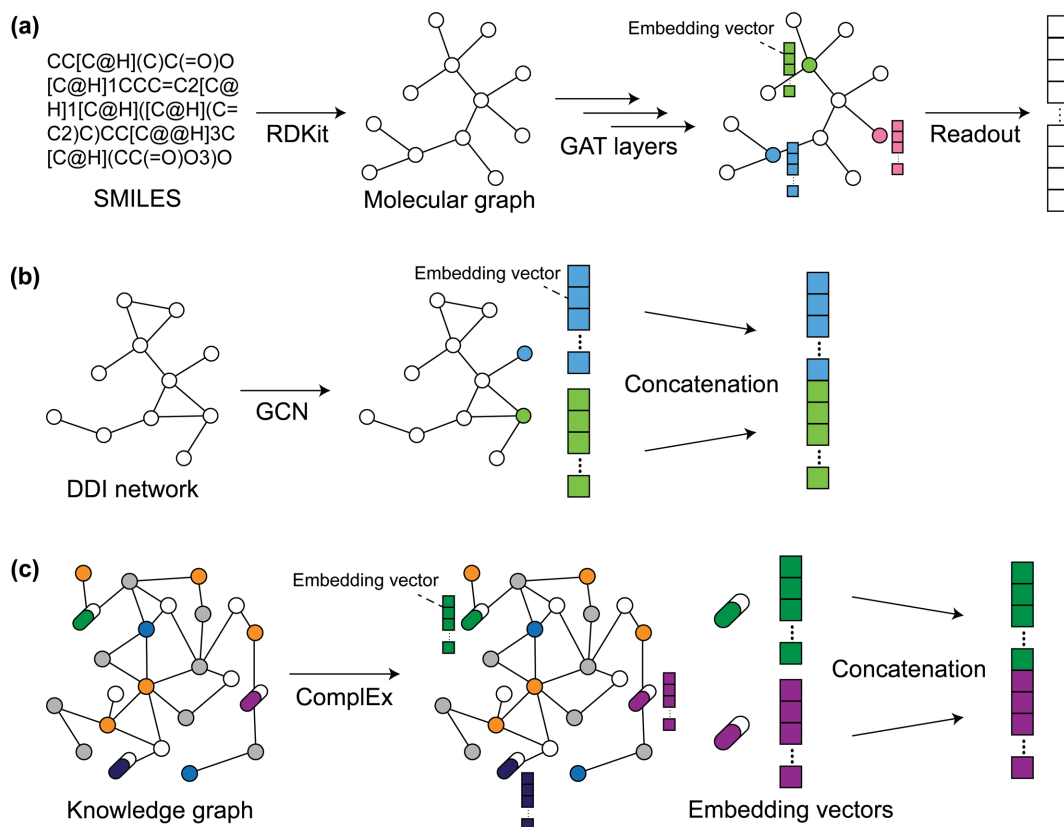 (a)
CC[C@H](C)C(=O)O
[C@H]1CCC=C2[C@
H]1[C@H]([C@H](C=
C2)C)CC[C@@H]3C
[C@H](CC(=O)O3)O
SMILES
RDKit
Molecular graph
GAT layers
Embedding vector
Readout
(b)
DDI network
GCN
Embedding vector
Concatenation
(c)
Knowledge graph
ComplEx
Embedding vector
Concatenation
Embedding vectors